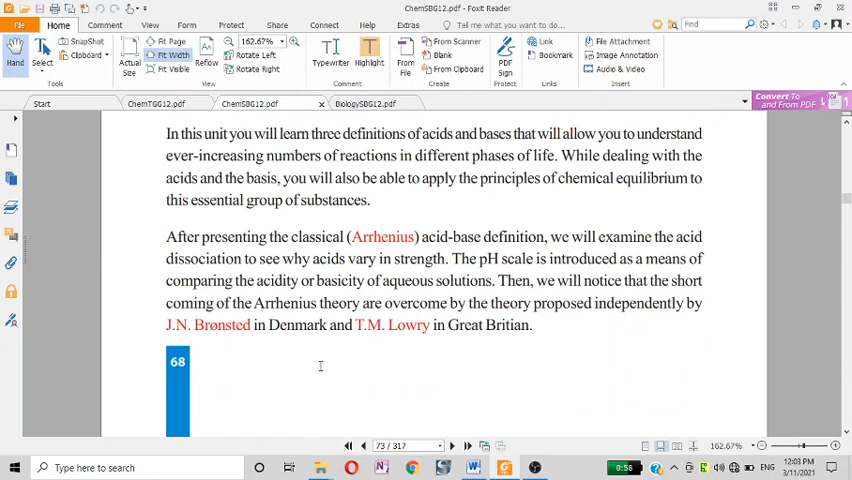 ChemSBG12.pdf - Foxit Reader
File Home Comment View Form Protect Share Connect Help Extras Tell me what you want to do... Find
Hand Select SnapShot Clipboard Actual Size Fit Page Fit Width Fit Visible Reflow 162.67% Rotate Left Rotate Right Typewriter Highlight From File From Scanner Blank From Clipboard PDF Sign Link Bookmark File Attachment Image Annotation Audio & Video
Tools View Comment Create Protect Links Insert
Start ChemTGG12.pdf ChemSBG12.pdf BiologySBG12.pdf Convert To and From PDF
In this unit you will learn three definitions of acids and bases that will allow you to understand
ever-increasing numbers of reactions in different phases of life. While dealing with the
acids and the basis, you will also be able to apply the principles of chemical equilibrium to
this essential group of substances.
After presenting the classical (Arrhenius) acid-base definition, we will examine the acid
dissociation to see why acids vary in strength. The pH scale is introduced as a means of
comparing the acidity or basicity of aqueous solutions. Then, we will notice that the short
coming of the Arrhenius theory are overcome by the theory proposed independently by
J.N. Brønsted in Denmark and T.M. Lowry in Great Britian.
68
73 / 317 162.67%
Type here to search 0:58 ENG 12:03 PM
3/11/2021